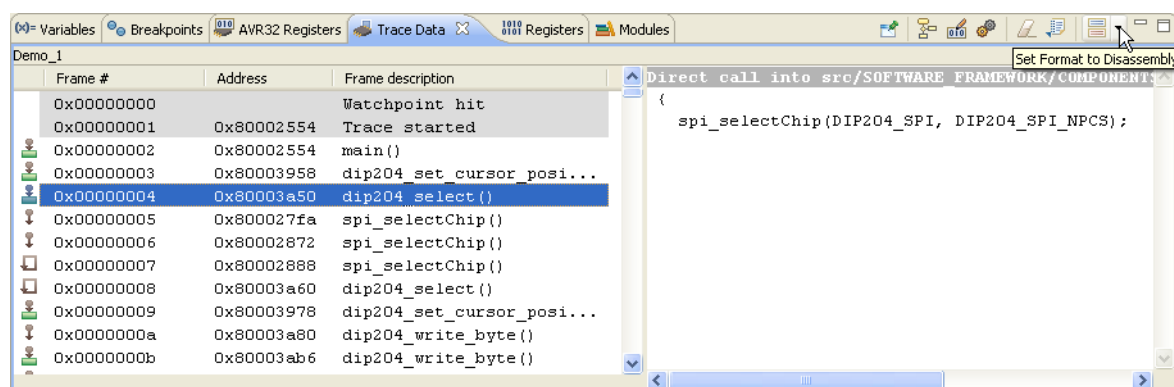 (x)= Variables Breakpoints AVR32 Registers Trace Data Registers Modules
Set Format to Disassembly
Demo_1
Frame # Address Frame description
0x00000000 Watchpoint hit
0x00000001 0x80002554 Trace started
0x00000002 0x80002554 main()
0x00000003 0x80003958 dip204_set_cursor_posi...
0x00000004 0x80003a50 dip204_select()
0x00000005 0x800027fa spi_selectChip()
0x00000006 0x80002872 spi_selectChip()
0x00000007 0x80002888 spi_selectChip()
0x00000008 0x80003a60 dip204_select()
0x00000009 0x80003978 dip204_set_cursor_posi...
0x0000000a 0x80003a80 dip204_write_byte()
0x0000000b 0x80003ab6 dip204_write_byte()
Direct call into src/SOFTWARE_FRAMEWORK/COMPONENTS
{
spi_selectChip(DIP204_SPI, DIP204_SPI_NPCS);